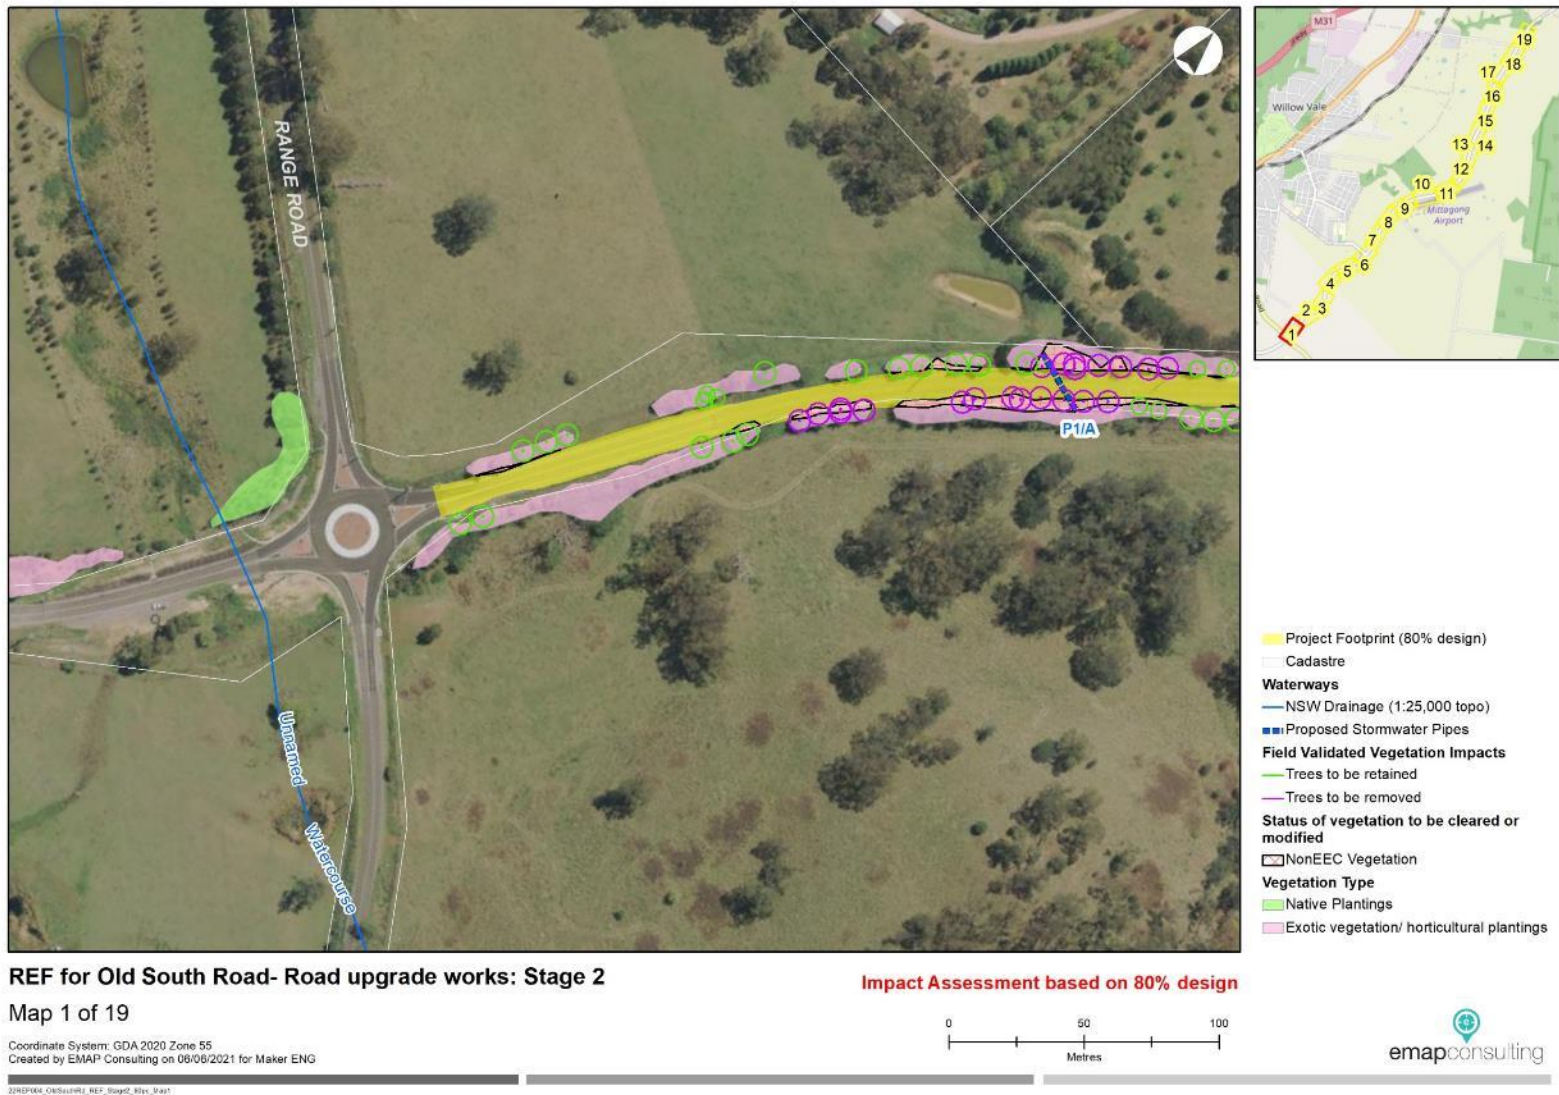 RANGE ROAD
P1/A
Unnamed
Watercourse
M31
Willow Vale
Mittagong
Airport
19
18
17
16
15
14
13
12
11
10
9
8
7
6
5
4
3
2
1
Project Footprint (80% design)
Cadastre
Waterways
NSW Drainage (1:25,000 topo)
Proposed Stormwater Pipes
Field Validated Vegetation Impacts
Trees to be retained
Trees to be removed
Status of vegetation to be cleared or
modified
NonEEC Vegetation
Vegetation Type
Native Plantings
Exotic vegetation/ horticultural plantings
REF for Old South Road- Road upgrade works: Stage 2
Map 1 of 19
Coordinate System: GDA 2020 Zone 55
Created by EMAP Consulting on 06/06/2021 for Maker ENG
Impact Assessment based on 80% design
0 50 100
Metres
emapconsulting